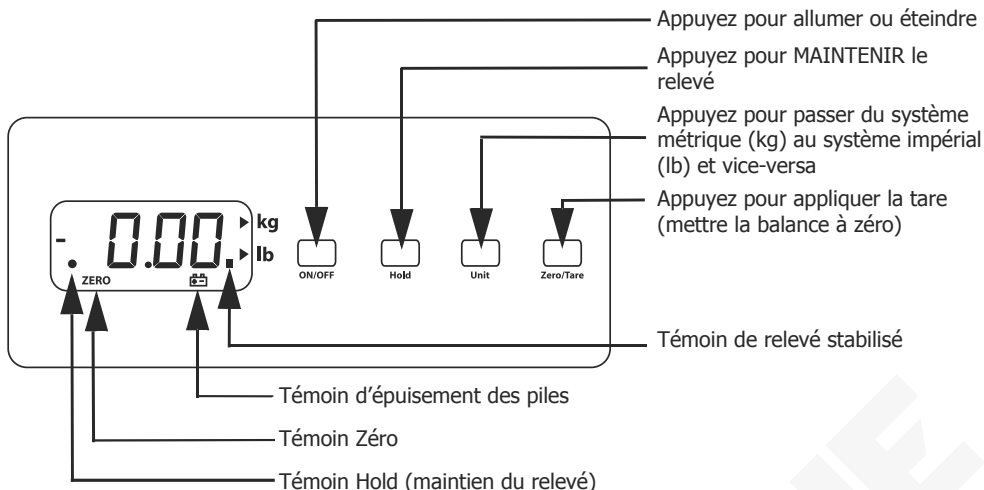 Appuyez pour allumer ou éteindre
Appuyez pour MAINTENIR le
relevé
Appuyez pour passer du système
métrique (kg) au système impérial
(lb) et vice-versa
Appuyez pour appliquer la tare
(mettre la balance à zéro)
- 0.00. kg
lb
ZERO
ON/OFF
Hold
Unit
Zero/Tare
Témoin de relevé stabilisé
Témoin d'épuisement des piles
Témoin Zéro
Témoin Hold (maintien du relevé)